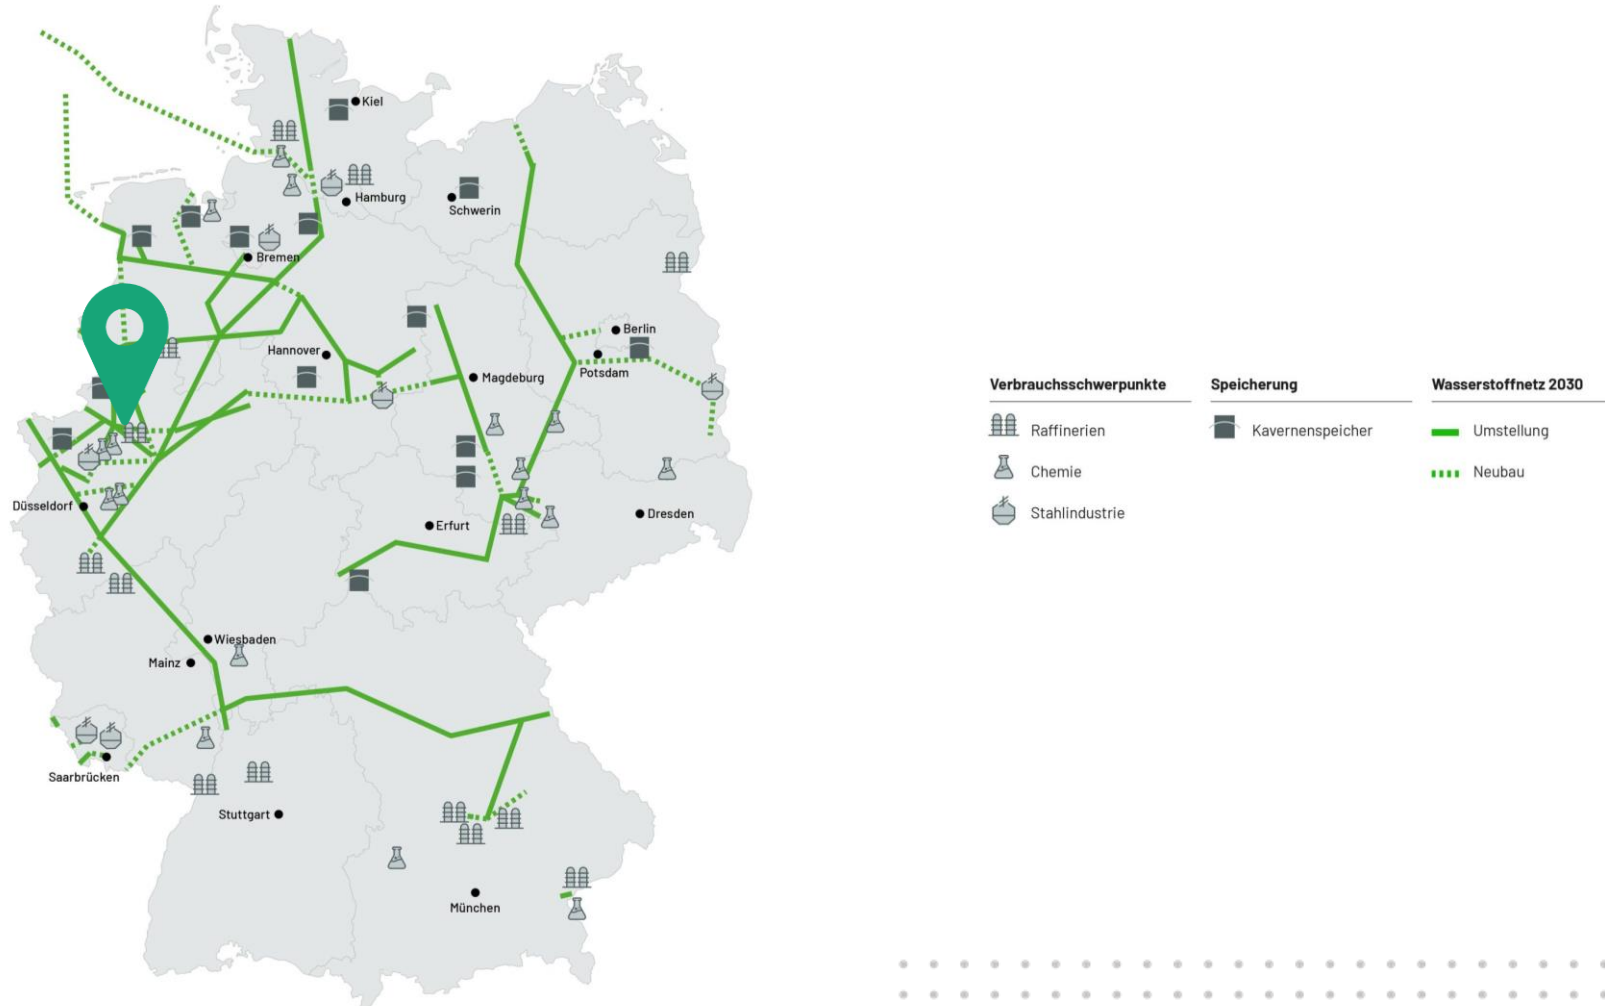 Kiel
Hamburg
Schwerin
Bremen
Berlin
Hannover
Potsdam
Magdeburg
Düsseldorf
Dresden
Erfurt
Wiesbaden
Mainz
Saarbrücken
Stuttgart
München
Verbrauchsschwerpunkte
Raffinerien
Chemie
Stahlindustrie
Speicherung
Kavernenspeicher
Wasserstoffnetz 2030
Umstellung
Neubau